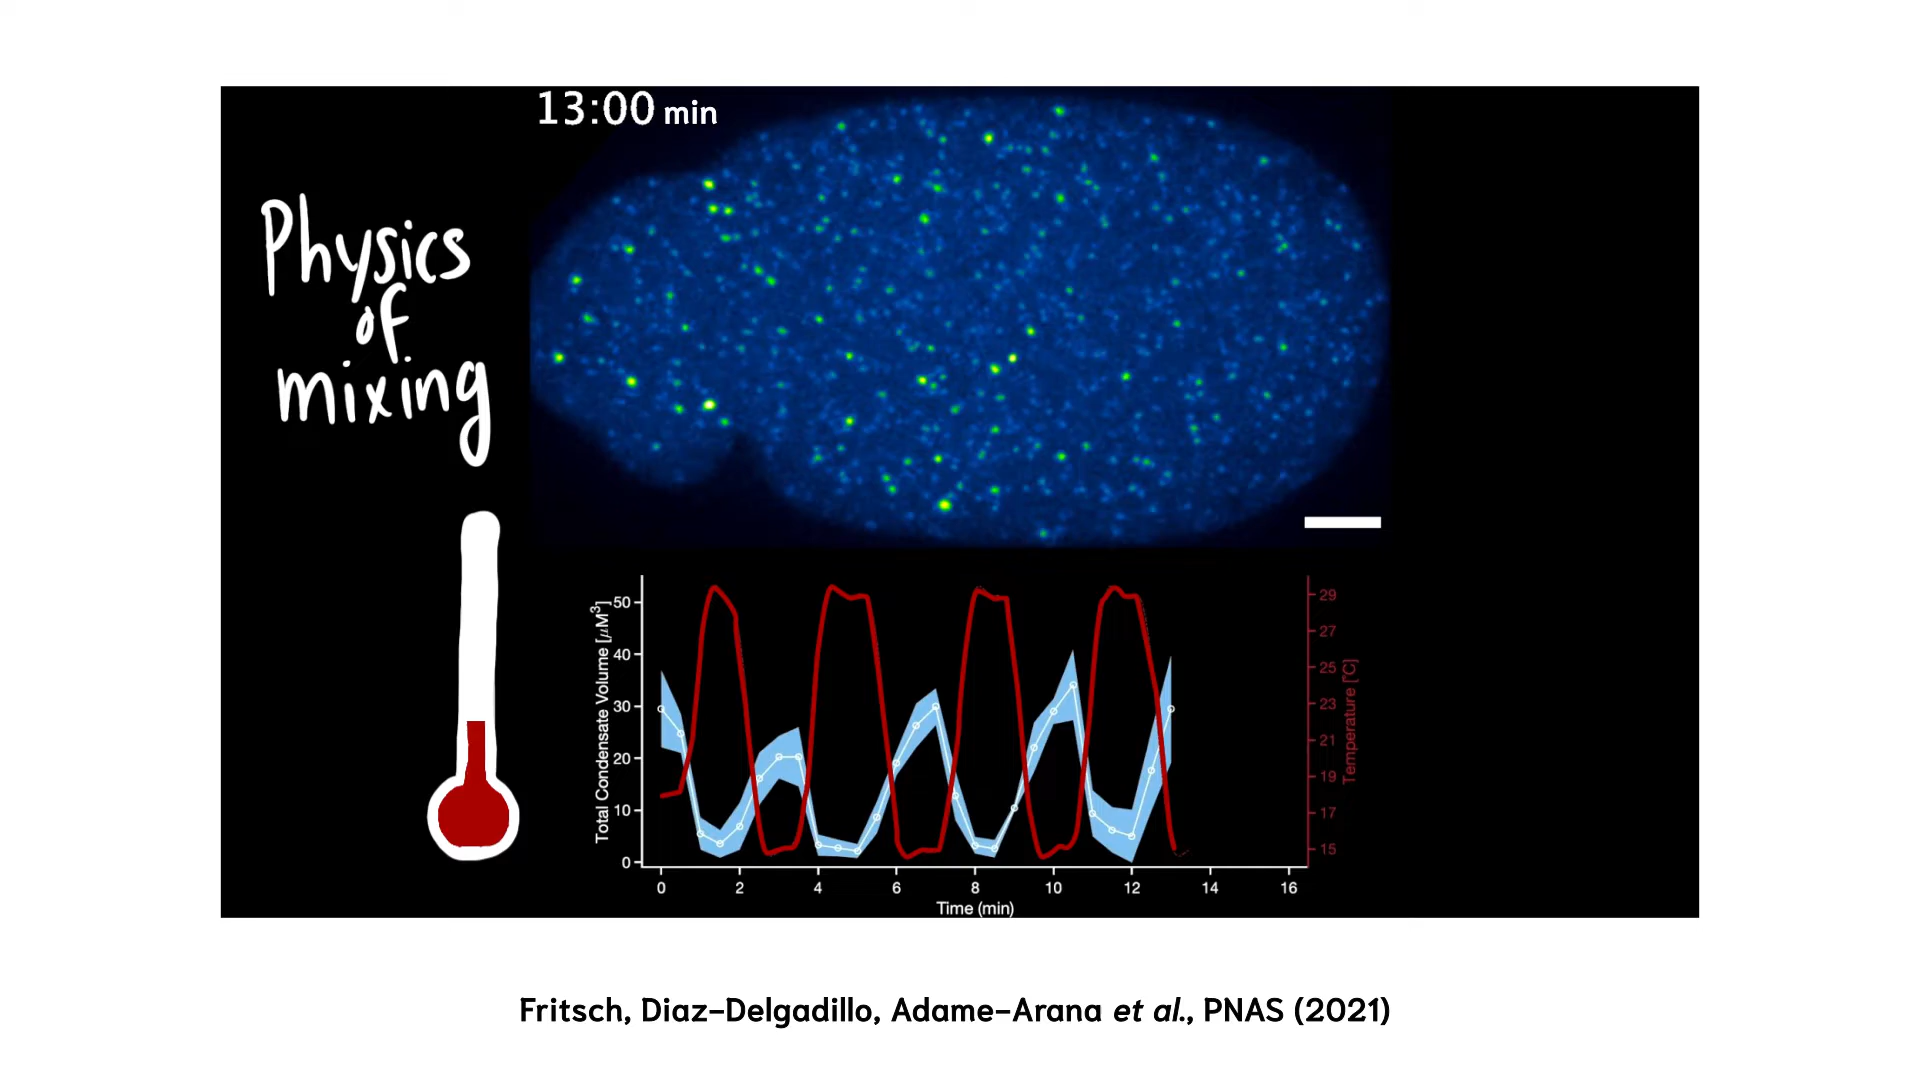 13:00 min
Physics
of
mixing
Total Condensate Volume [μM³]
50
40
30
20
10
0
29
27
25
23
21
19
17
15
Temperature [°C]
0 2 4 6 8 10 12 14 16
Time (min)
Fritsch, Diaz-Delgadillo, Adame-Arana et al., PNAS (2021)